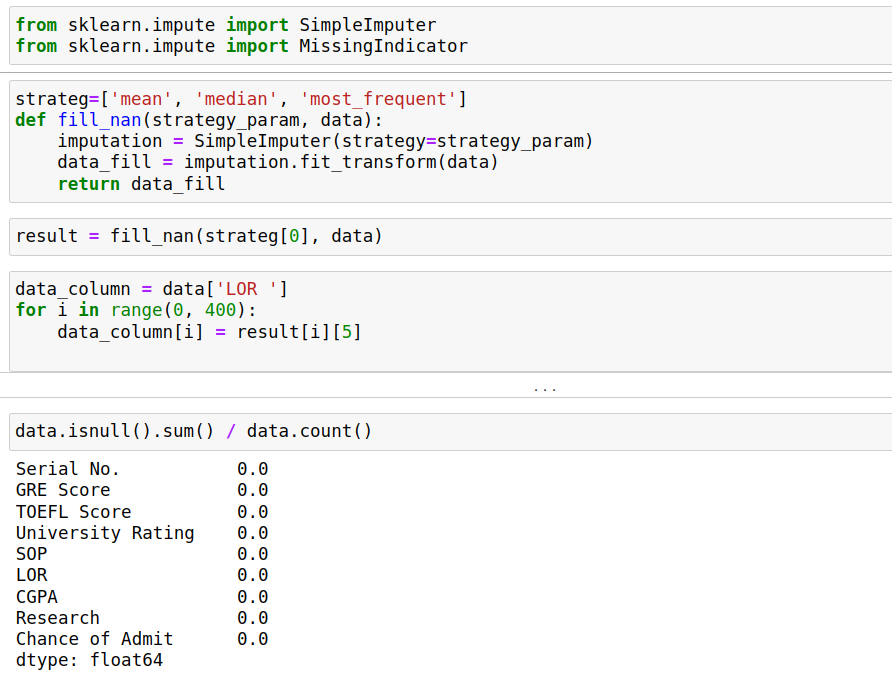 from sklearn.impute import SimpleImputer
from sklearn.impute import MissingIndicator
strateg=['mean', 'median', 'most_frequent']
def fill_nan(strategy_param, data):
    imputation = SimpleImputer(strategy=strategy_param)
    data_fill = imputation.fit_transform(data)
    return data_fill
result = fill_nan(strateg[0], data)
data_column = data['LOR ']
for i in range(0, 400):
    data_column[i] = result[i][5]
...
data.isnull().sum() / data.count()
Serial No.           0.0
GRE Score            0.0
TOEFL Score          0.0
University Rating    0.0
SOP                  0.0
LOR                  0.0
CGPA                 0.0
Research             0.0
Chance of Admit      0.0
dtype: float64